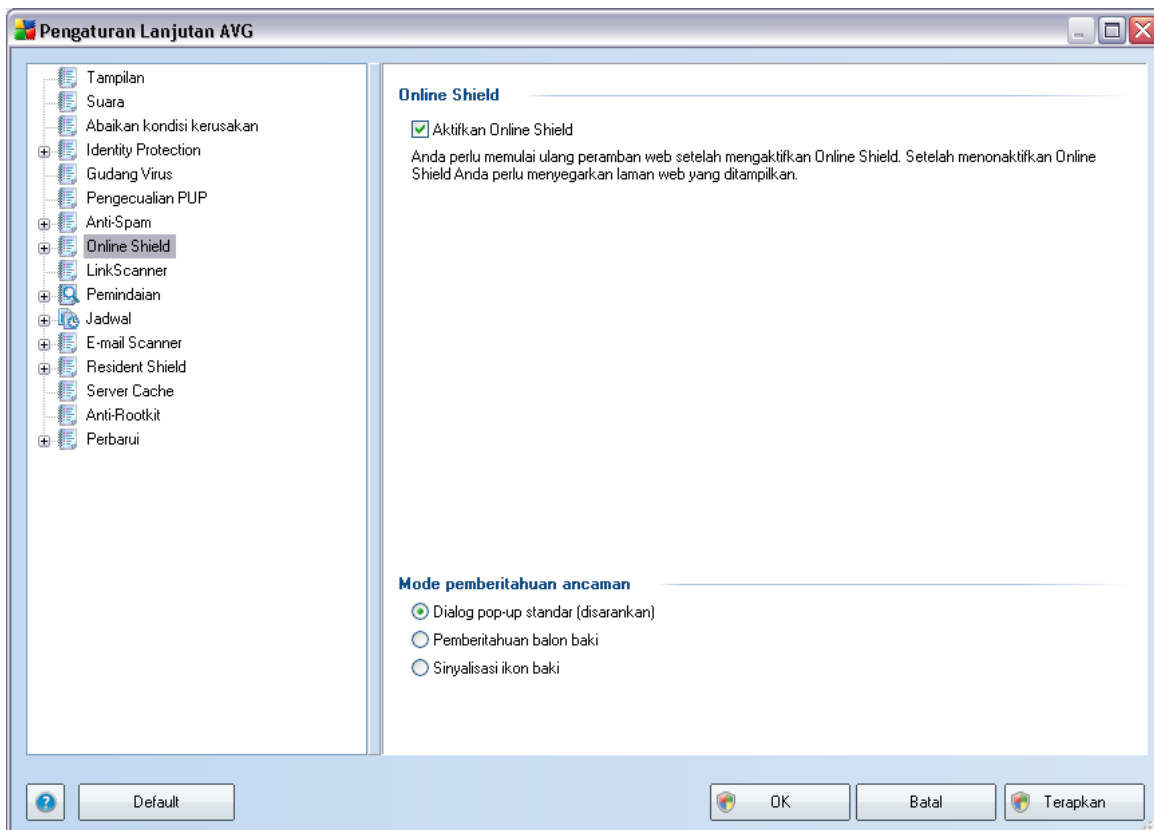 Pengaturan Lanjutan AVG
Tampilan
Suara
Abaikan kondisi kerusakan
Identity Protection
Gudang Virus
Pengecualian PUP
Anti-Spam
Online Shield
LinkScanner
Pemindaian
Jadwal
E-mail Scanner
Resident Shield
Server Cache
Anti-Rootkit
Perbarui
Online Shield
Aktifkan Online Shield
Anda perlu memulai ulang peramban web setelah mengaktifkan Online Shield. Setelah menonaktifkan Online
Shield Anda perlu menyegarkan laman web yang ditampilkan.
Mode pemberitahuan ancaman
Dialog pop-up standar (disarankan)
Pemberitahuan balon baki
Sinyalisasi ikon baki
? Default OK Batal Terapkan